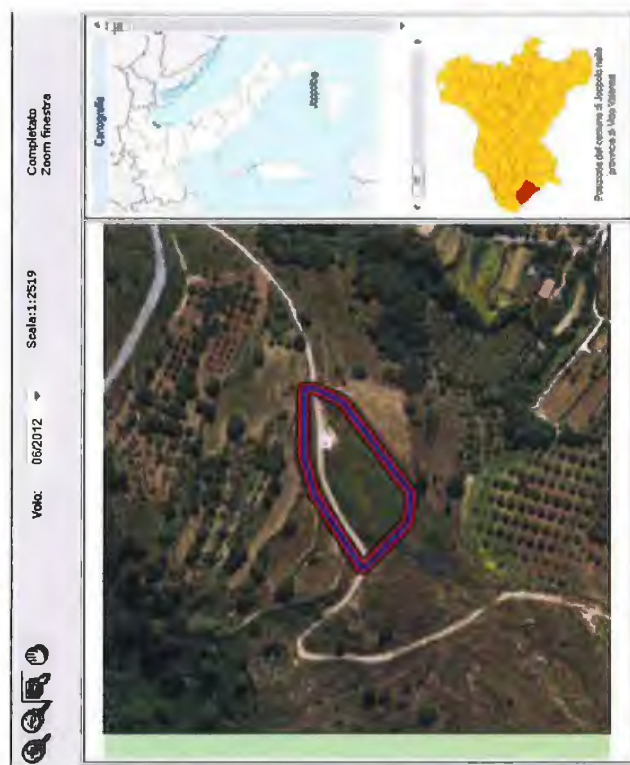 Volo: 06/2012 Scala:1:2519 Completato
Zoom finestra
Cartografia
Joppolo
Posizione del comune di Joppolo nella
provincia di Vibo Valentia